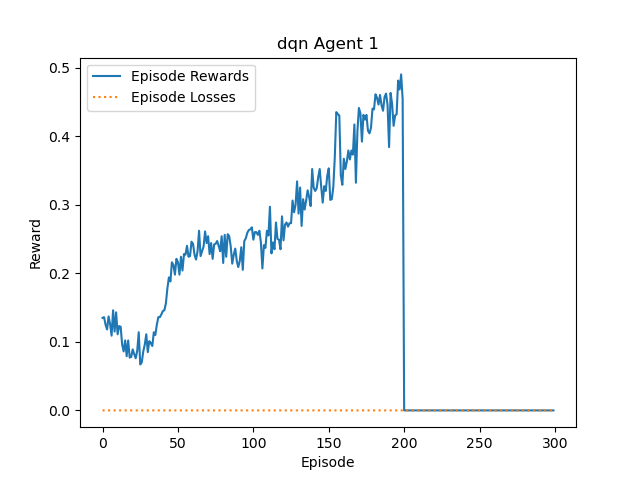 dqn Agent 1
Episode Rewards
Episode Losses
0.5
0.4
0.3
0.2
0.1
0.0
Reward
0 50 100 150 200 250 300
Episode